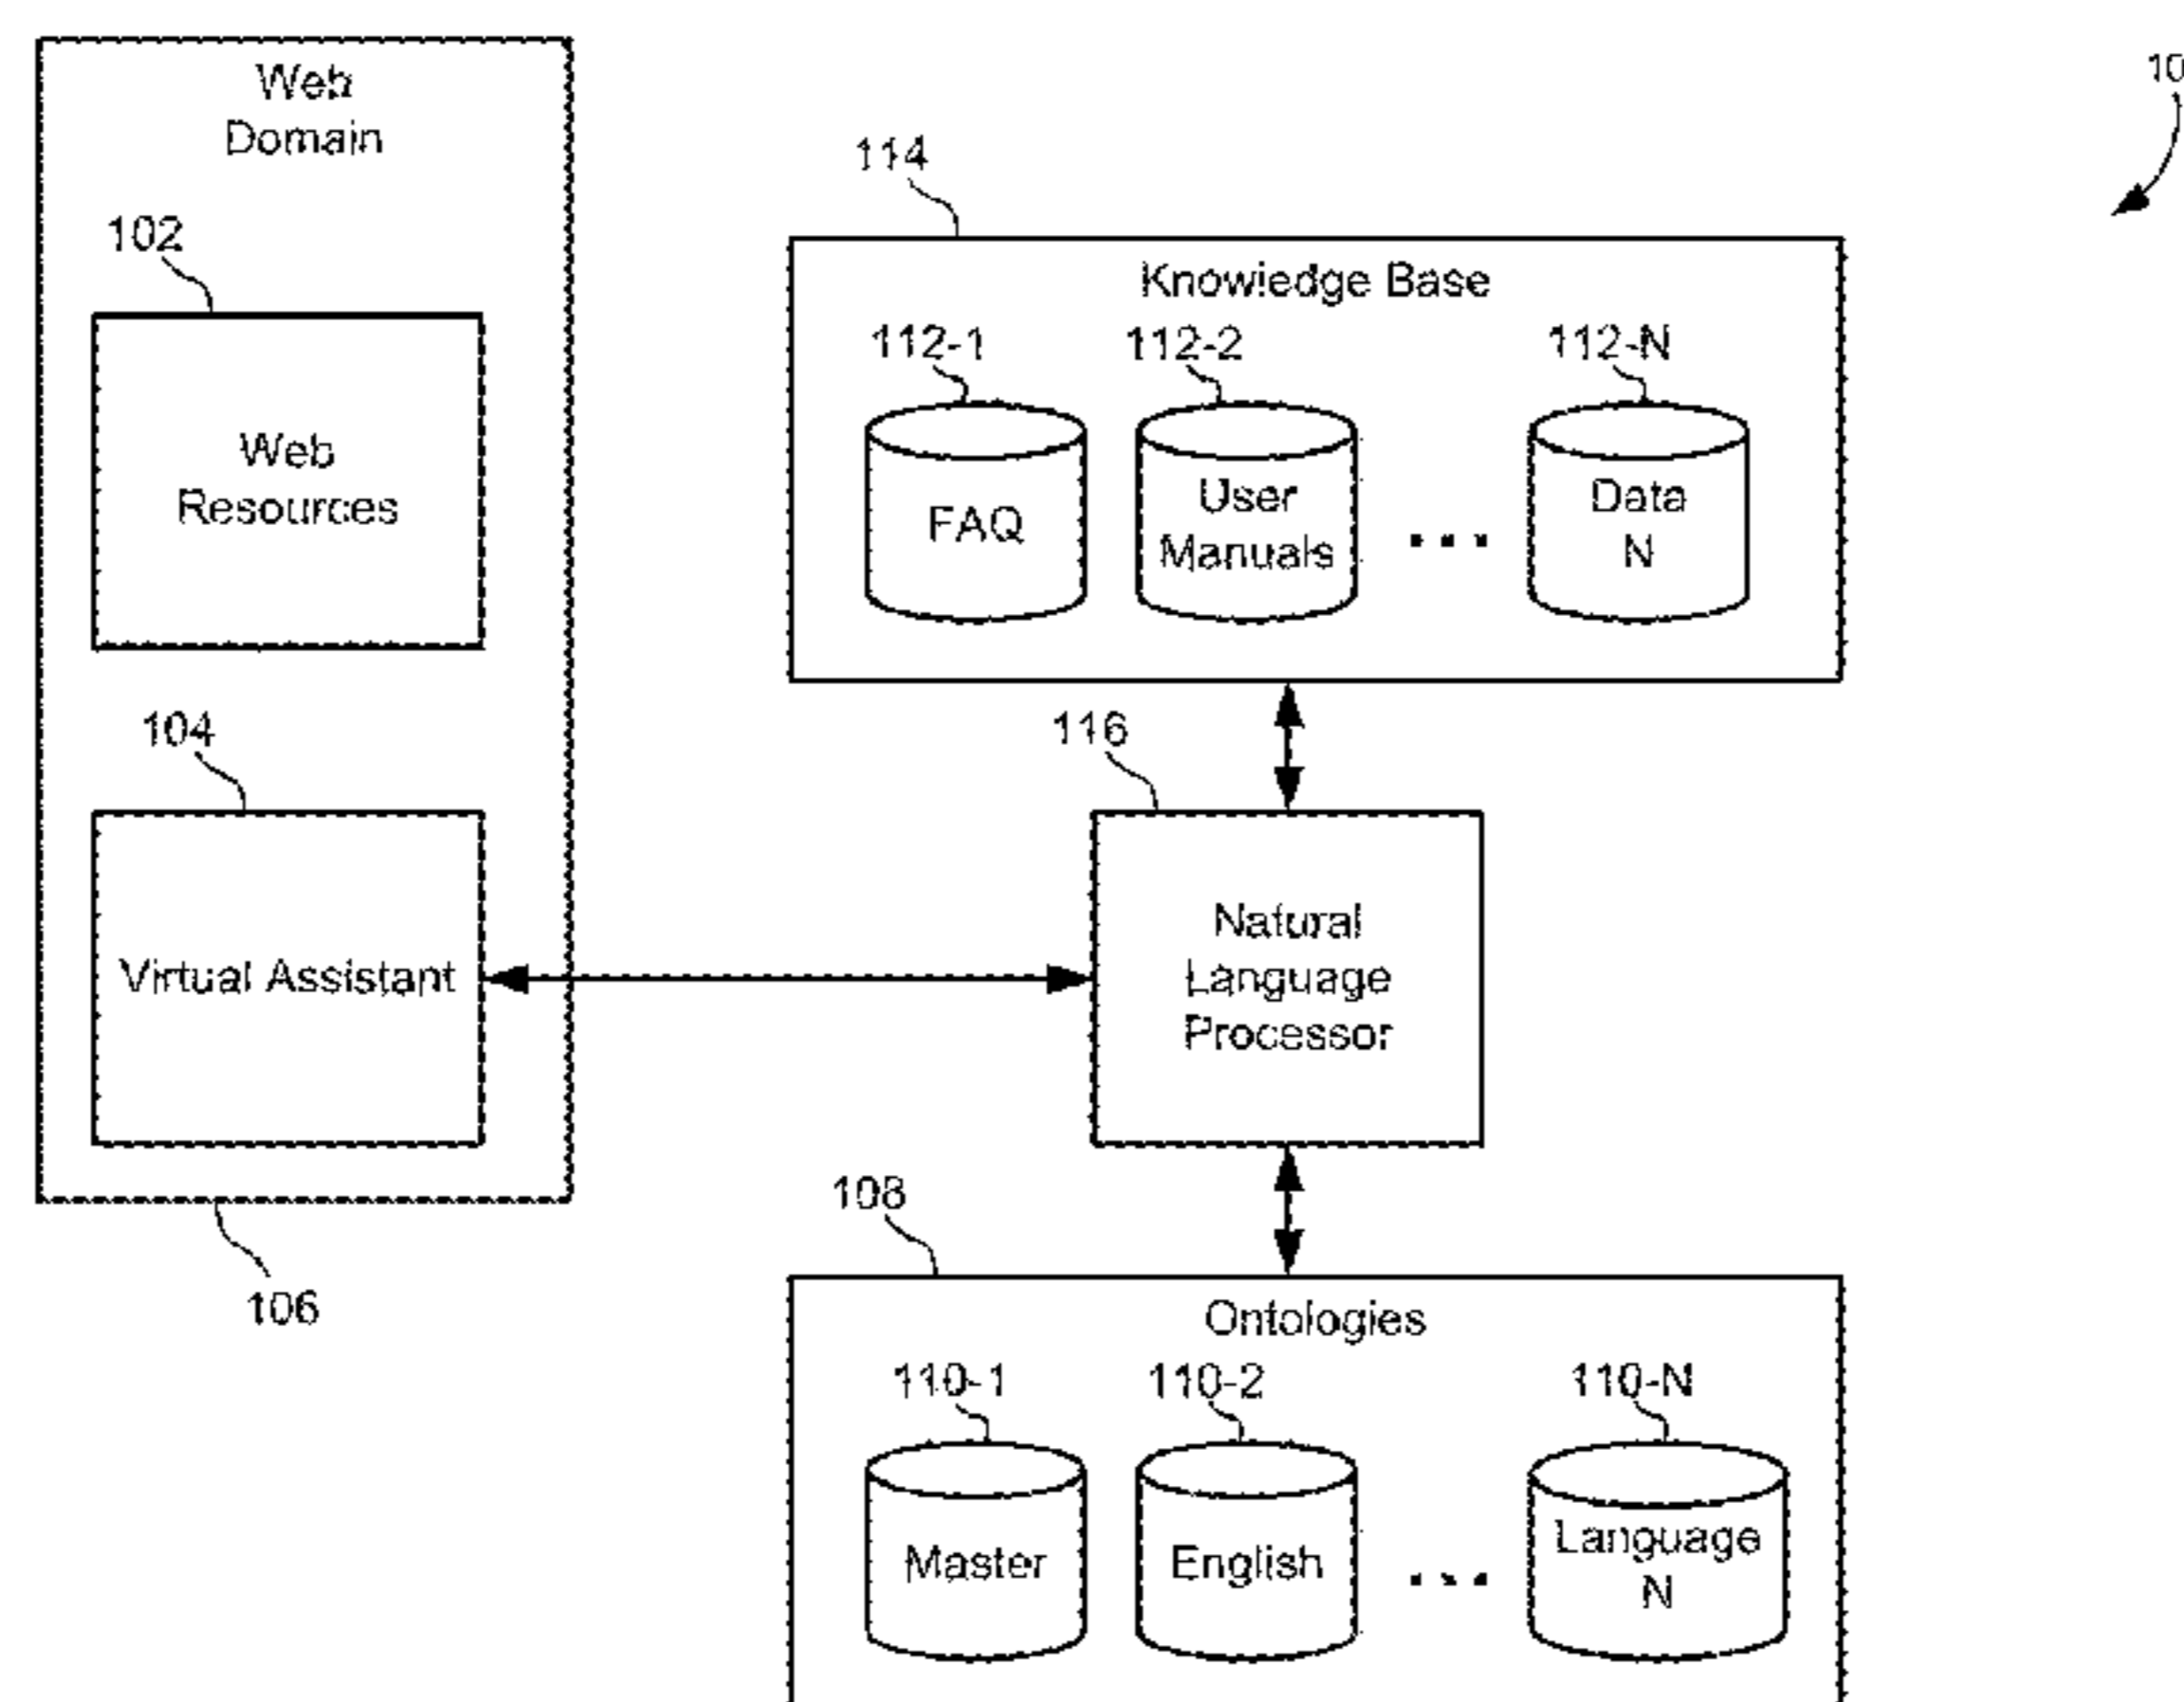 Web
Domain
102
Web
Resources
104
Virtual Assistant
106
10
114
Knowledge Base
112-1
112-2
112-N
FAQ
User
Manuals
...
Data
N
116
Natural
Language
Processor
108
Ontologies
110-1
110-2
110-N
Master
English
...
Language
N